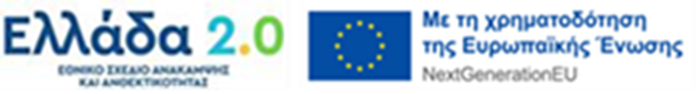 Ελλάδα 2.0
ΕΘΝΙΚΟ ΣΧΕΔΙΟ ΑΝΑΚΑΜΨΗΣ
ΚΑΙ ΑΝΘΕΚΤΙΚΟΤΗΤΑΣ
Με τη χρηματοδότηση
της Ευρωπαϊκής Ένωσης
NextGenerationEU